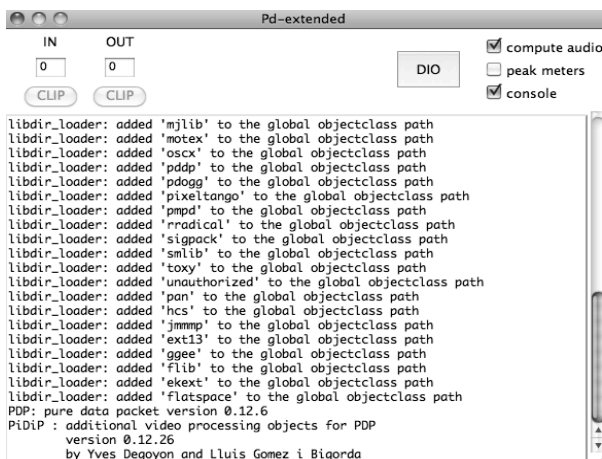 Pd-extended
IN OUT
0 0
CLIP CLIP
DIO
compute audio
peak meters
console
libdir_loader: added 'mjlib' to the global objectclass path
libdir_loader: added 'motex' to the global objectclass path
libdir_loader: added 'oscx' to the global objectclass path
libdir_loader: added 'pddp' to the global objectclass path
libdir_loader: added 'pdogg' to the global objectclass path
libdir_loader: added 'pixeltango' to the global objectclass path
libdir_loader: added 'pmpd' to the global objectclass path
libdir_loader: added 'rradical' to the global objectclass path
libdir_loader: added 'sigpack' to the global objectclass path
libdir_loader: added 'smlib' to the global objectclass path
libdir_loader: added 'toxy' to the global objectclass path
libdir_loader: added 'unauthorized' to the global objectclass path
libdir_loader: added 'pan' to the global objectclass path
libdir_loader: added 'hcs' to the global objectclass path
libdir_loader: added 'jmmmp' to the global objectclass path
libdir_loader: added 'ext13' to the global objectclass path
libdir_loader: added 'ggee' to the global objectclass path
libdir_loader: added 'flib' to the global objectclass path
libdir_loader: added 'ekext' to the global objectclass path
libdir_loader: added 'flatspace' to the global objectclass path
PDP: pure data packet version 0.12.6
PiDiP : additional video processing objects for PDP
version 0.12.26
by Yves Degoyon and Lluis Gomez i Bigorda